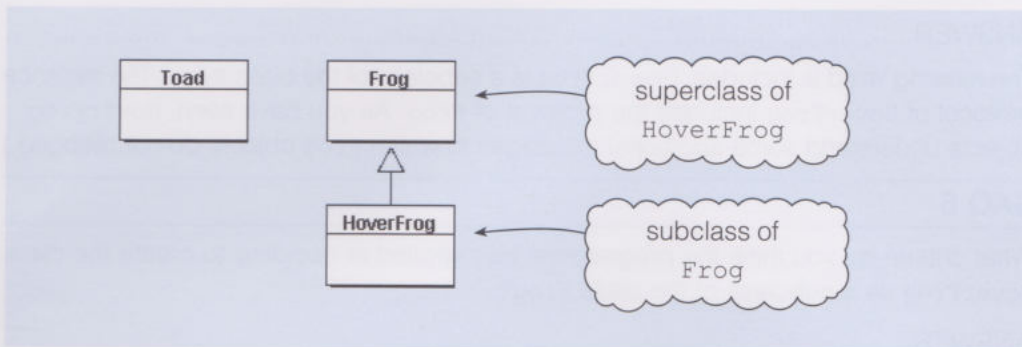 Toad
Frog
superclass of
HoverFrog
HoverFrog
subclass of
Frog